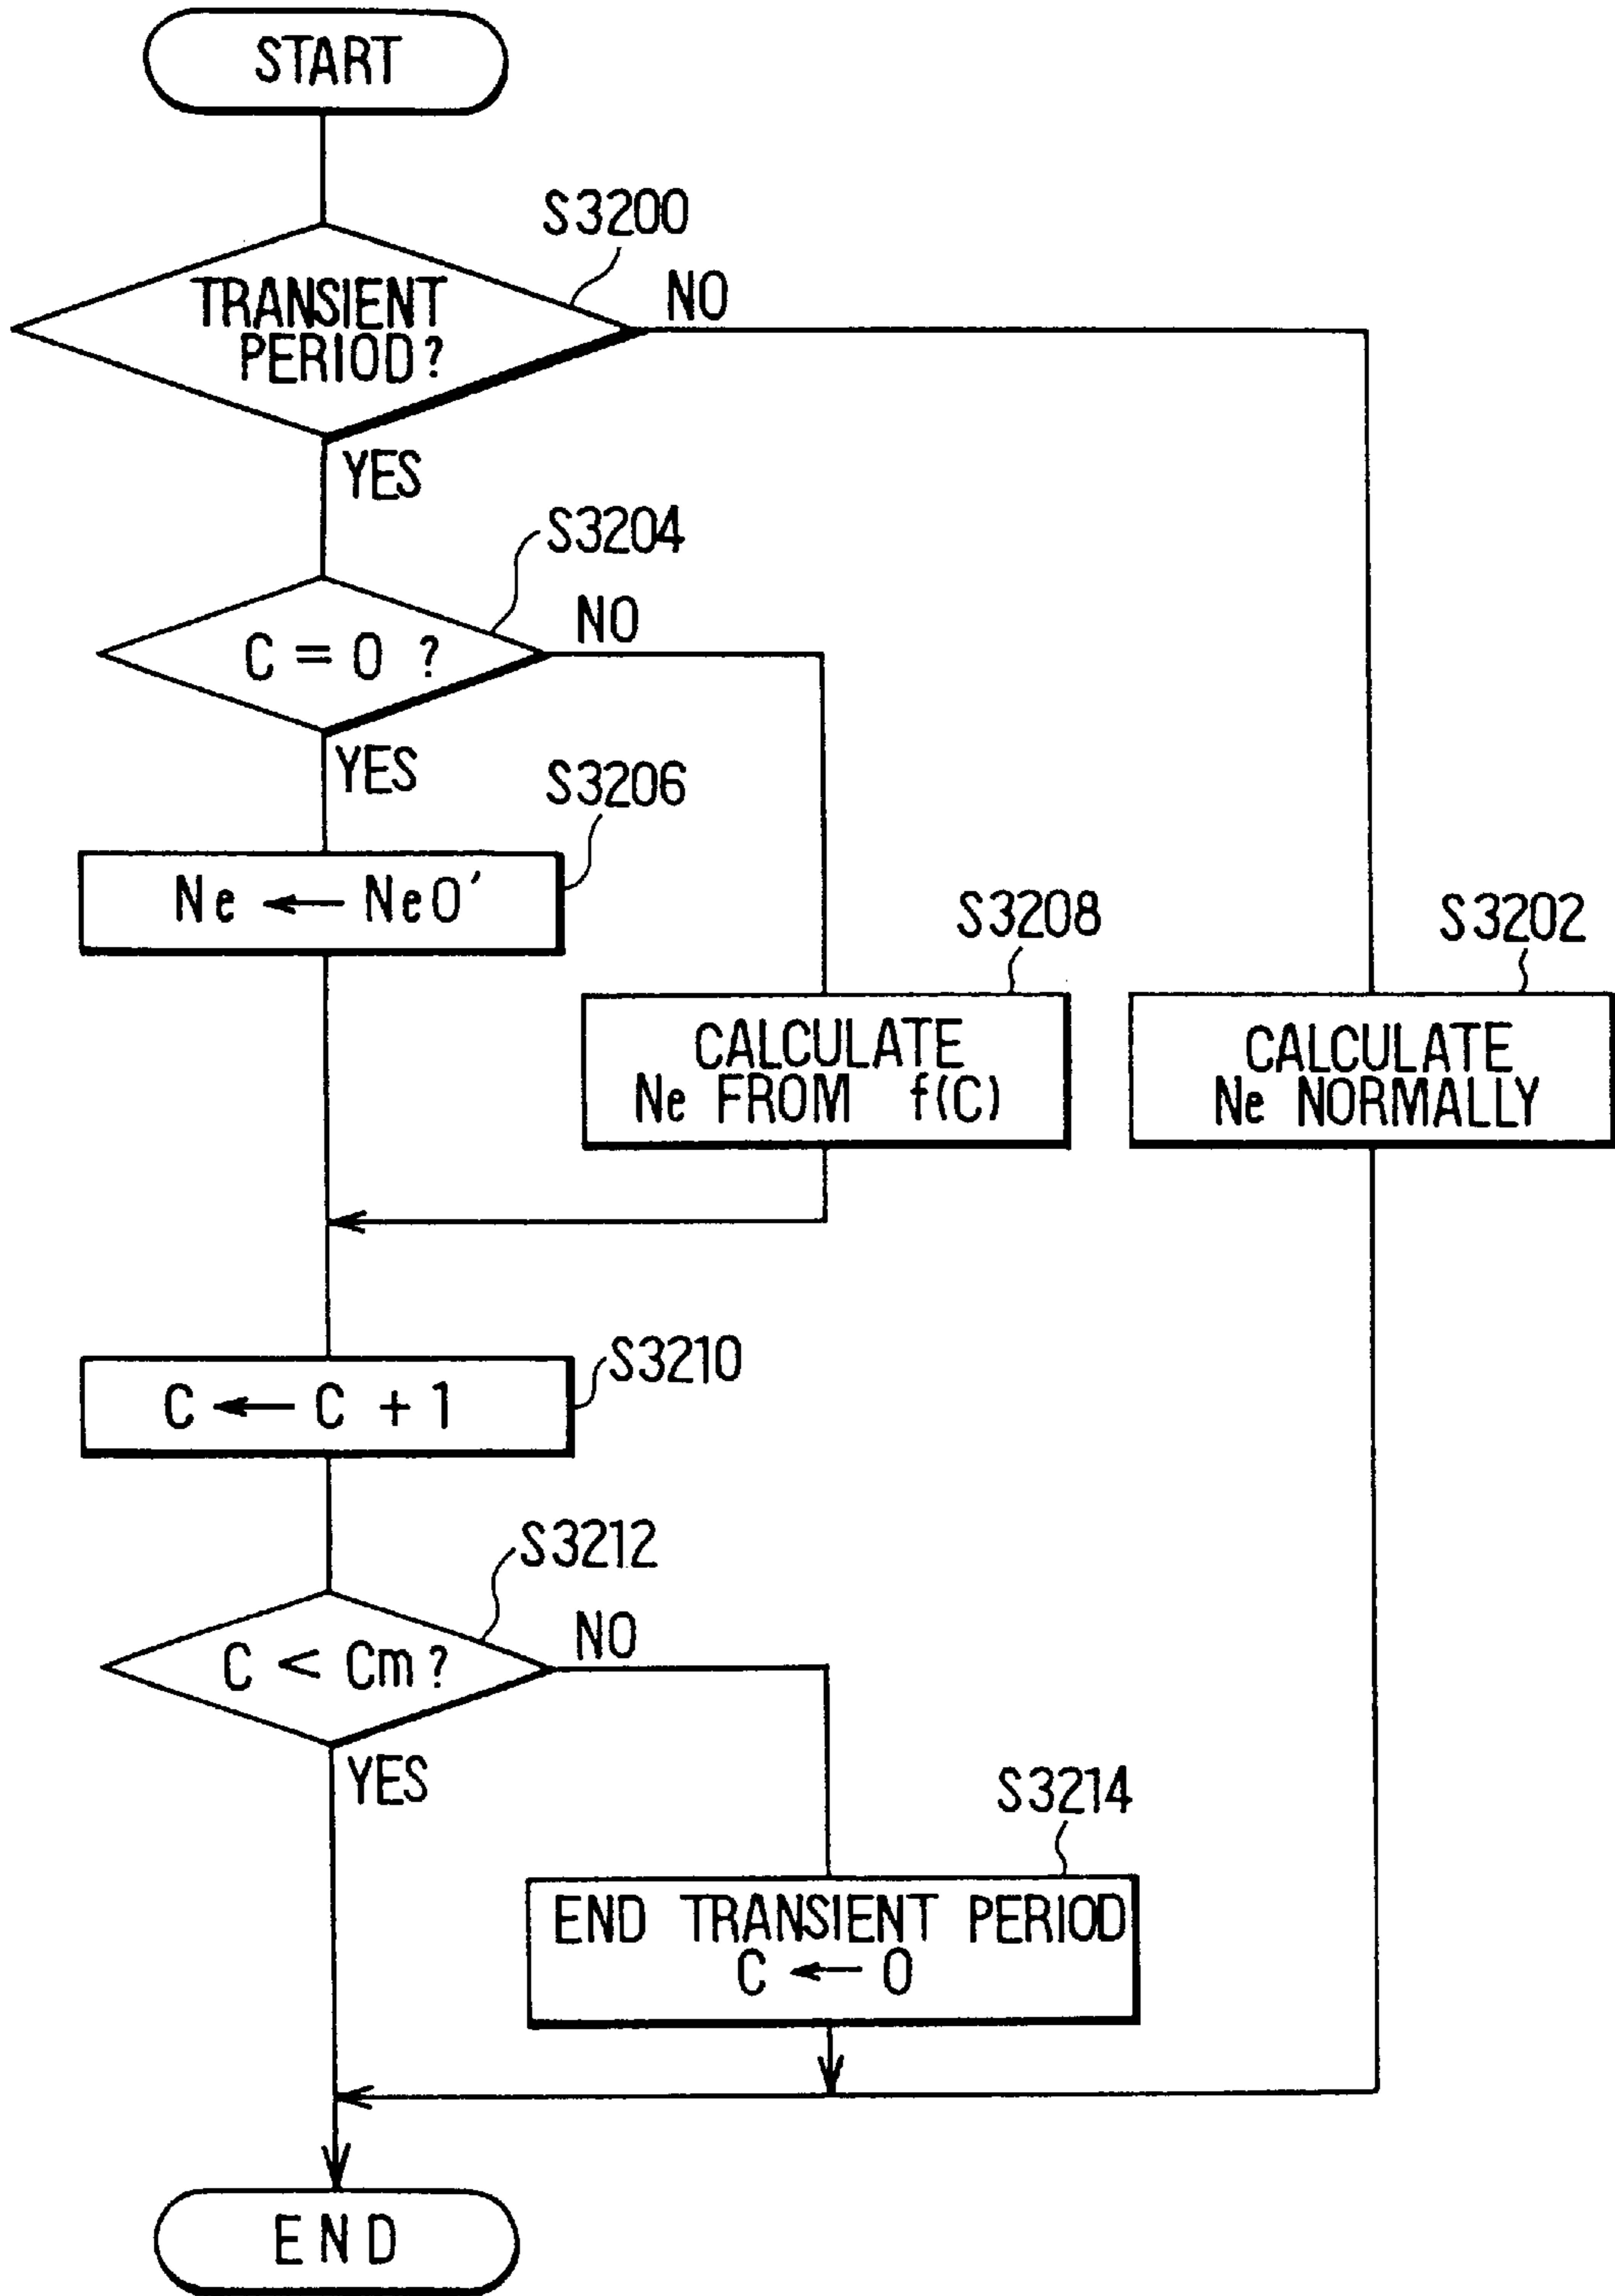 START
S3200
TRANSIENT
PERIOD?
NO
YES
S3204
C = 0 ?
NO
YES
S3206
Ne ← Ne0'
S3208
CALCULATE
Ne FROM f(C)
S3202
CALCULATE
Ne NORMALLY
S3210
C ← C + 1
S3212
C < Cm?
NO
YES
S3214
END TRANSIENT PERIOD
C ← 0
END